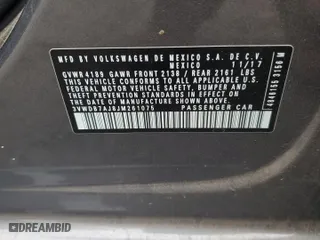 MFD BY VOLKSWAGEN DE MEXICO S.A. DE C.V.
MEXICO 11/17
GVWR 4189 GAWR FRONT 2138 / REAR 2161 LBS
THIS VEHICLE CONFORMS TO ALL APPLICABLE U.S.
FEDERAL MOTOR VEHICLE SAFETY, BUMPER AND
THEFT PREVENTION STANDARDS IN EFFECT ON THE
DATE OF MANUFACTURE SHOWN ABOVE.
3VWDB7AJ8JM261075 PASSENGER CAR
DREAMBID